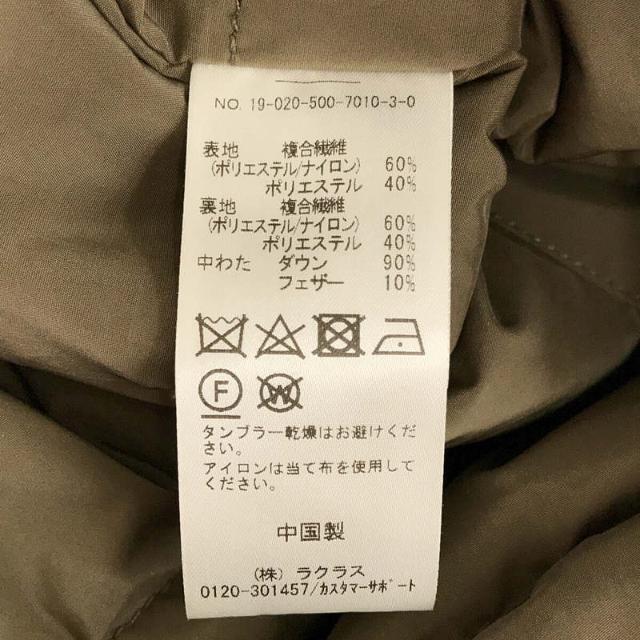 NO. 19-020-500-7010-3-0
表地 複合繊維
(ポリエステル/ナイロン) 60%
ポリエステル 40%
裏地 複合繊維
(ポリエステル/ナイロン) 60%
ポリエステル 40%
中わた ダウン 90%
フェザー 10%
F W
タンブラー乾燥はお避けくだ
さい。
アイロンは当て布を使用して
ください。
中国製
(株) ラクラス
0120-301457/カスタマーサポート